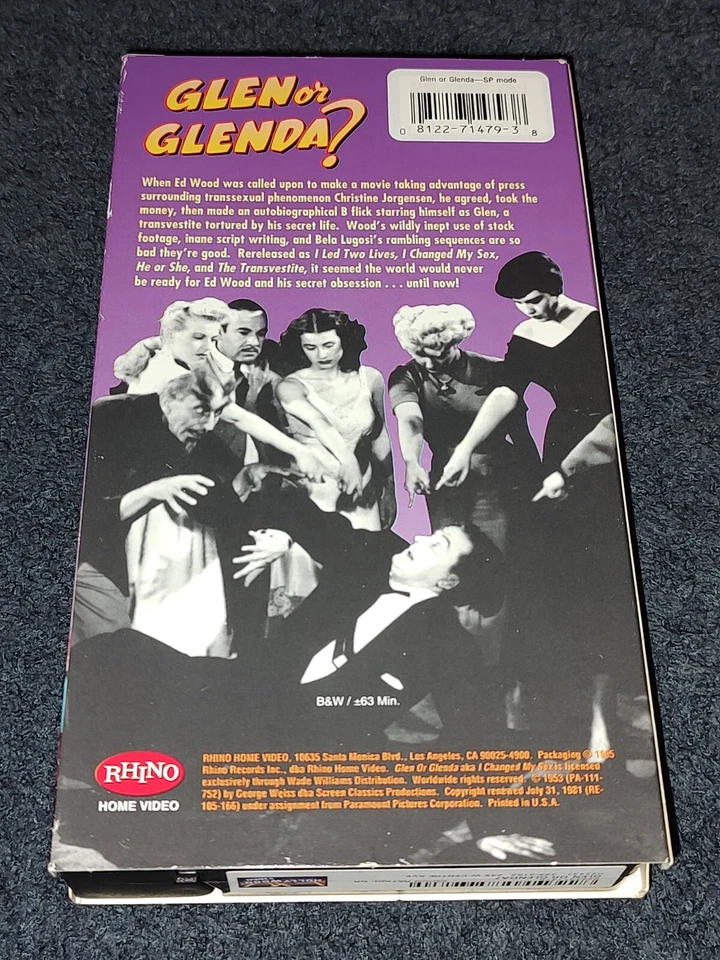 GLEN or
GLENDA?
Glen or Glenda—SP mode
0 8122-71479-3 8
When Ed Wood was called upon to make a movie taking advantage of press
surrounding transsexual phenomenon Christine Jorgensen, he agreed, took the
money, then made an autobiographical B flick starring himself as Glen, a
transvestite tortured by his secret life. Wood's wildly inept use of stock
footage, inane script writing, and Bela Lugosi's rambling sequences are so
bad they're good. Rereleased as I Led Two Lives, I Changed My Sex,
He or She, and The Transvestite, it seemed the world would never
be ready for Ed Wood and his secret obsession . . . until now!
B&W / ±63 Min.
RHINO
HOME VIDEO
RHINO HOME VIDEO, 10635 Santa Monica Blvd., Los Angeles, CA 90025-4900. Packaging © 1995
Rhino Records Inc., dba Rhino Home Video. Glen Or Glenda aka I Changed My Sex is licensed
exclusively through Wade Williams Distribution. Worldwide rights reserved. © 1953 (PA-111-
752) by George Weiss dba Screen Classics Productions. Copyright renewed July 31, 1981 (RE-
105-166) under assignment from Paramount Pictures Corporation. Printed in U.S.A.